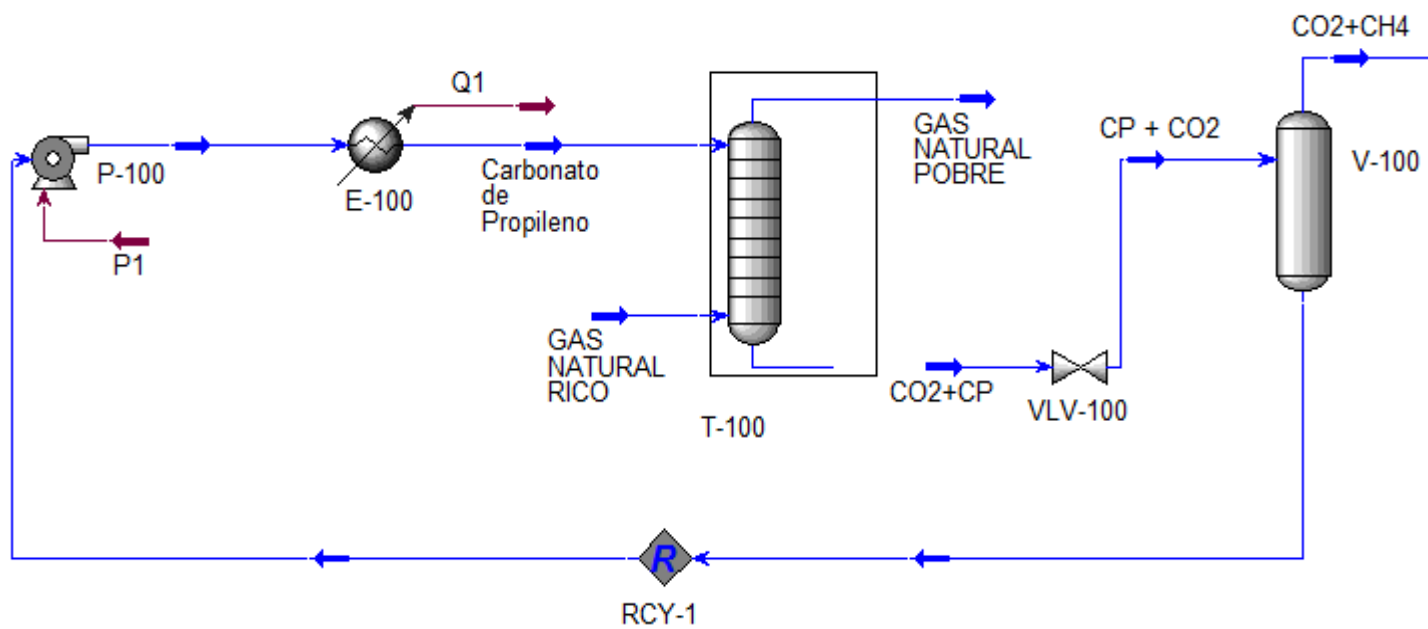 CO2+CH4
Q1
GAS
NATURAL
POBRE
CP + CO2
V-100
P-100
E-100
Carbonato
de
Propileno
P1
GAS
NATURAL
RICO
CO2+CP
VLV-100
T-100
R
RCY-1